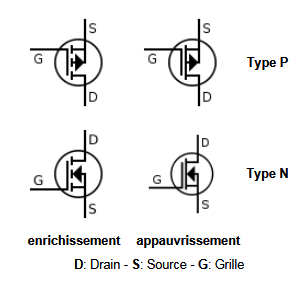 S S
G G
Type P
D D
D D
Type N
G G
S S
enrichissement appauvrissement
D: Drain - S: Source - G: Grille